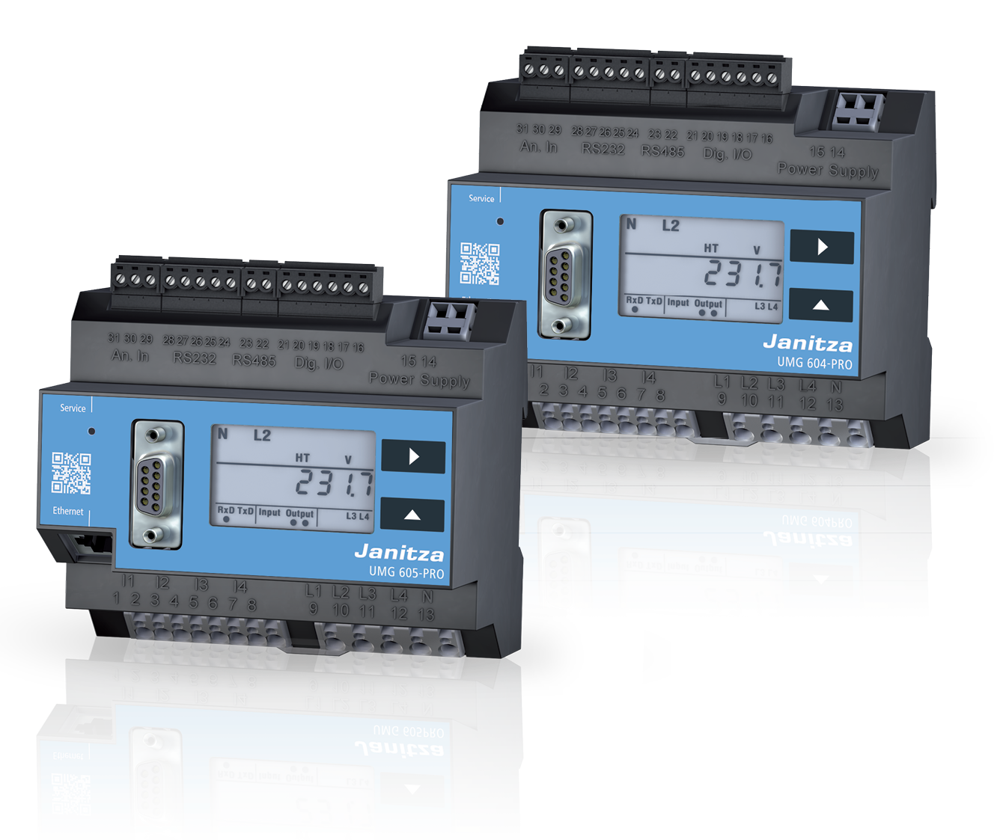 31 30 29 28 27 26 25 24 23 22 21 20 19 18 17 16
An. In RS232 RS485 Dig. I/O
15 14
Power Supply
Service
N L2
HT V
231.7
RxD TxD Input Output L3 L4
Janitza
UMG 604-PRO
I1 I2 I3 I4 L1 L2 L3 L4 N
2 3 4 5 6 7 8 9 10 11 12 13
31 30 29 28 27 26 25 24 23 22 21 20 19 18 17 16
An. In RS232 RS485 Dig. I/O
15 14
Power Supply
Service
N L2
HT V
231.7
Ethernet
RxD TxD Input Output L3 L4
Janitza
UMG 605-PRO
I1 I2 I3 I4 L1 L2 L3 L4 N
1 2 3 4 5 6 7 8 9 10 11 12 13